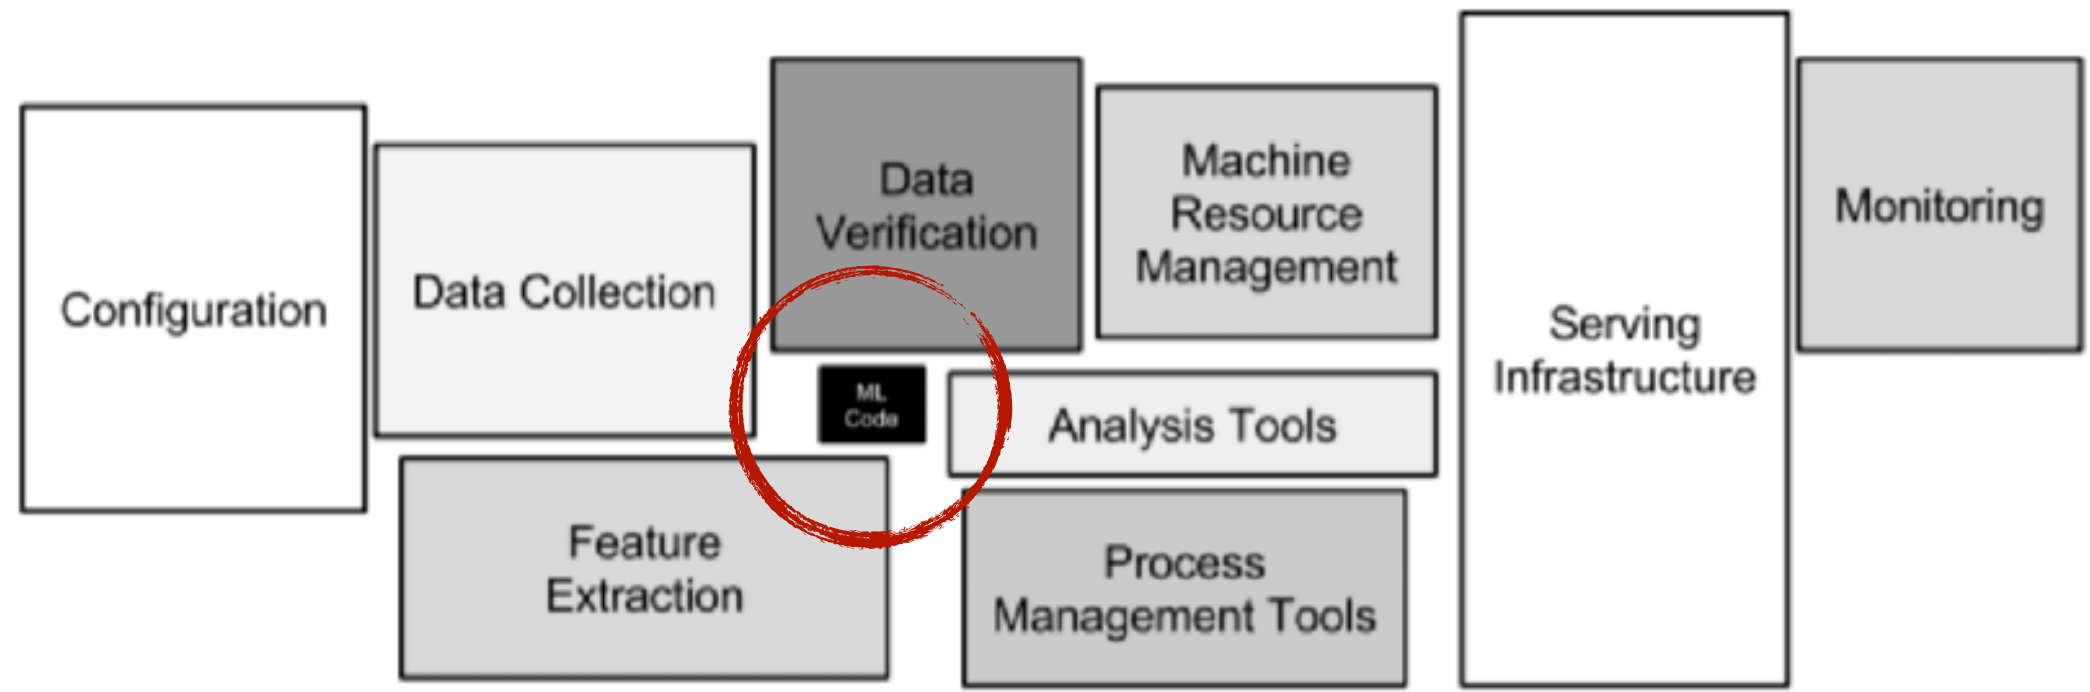 Configuration
Data Collection
Data
Verification
Machine
Resource
Management
Serving
Infrastructure
Monitoring
ML
Code
Analysis Tools
Feature
Extraction
Process
Management Tools